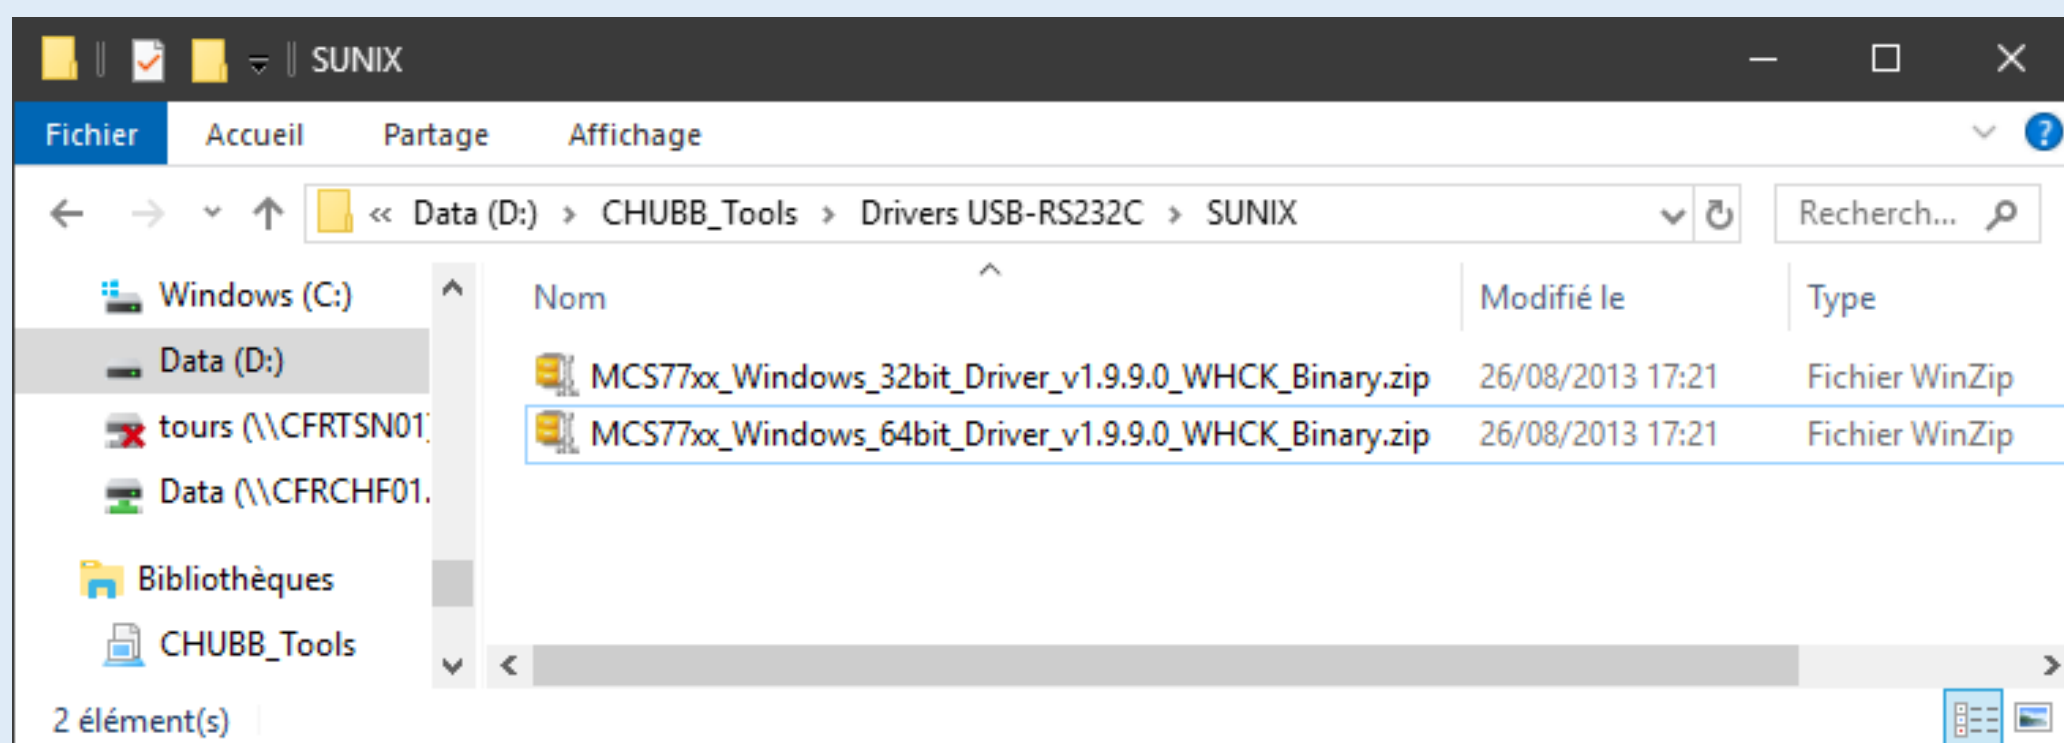 SUNIX
Fichier Accueil Partage Affichage ?
« Data (D:) > CHUBB_Tools > Drivers USB-RS232C > SUNIX Recherch...
Windows (C:)
Data (D:)
tours (\\CFRTSN01)
Data (\\CFRCHF01.
Bibliothèques
CHUBB_Tools
Nom Modifié le Type
MCS77xx_Windows_32bit_Driver_v1.9.9.0_WHCK_Binary.zip 26/08/2013 17:21 Fichier WinZip
MCS77xx_Windows_64bit_Driver_v1.9.9.0_WHCK_Binary.zip 26/08/2013 17:21 Fichier WinZip
2 élément(s)